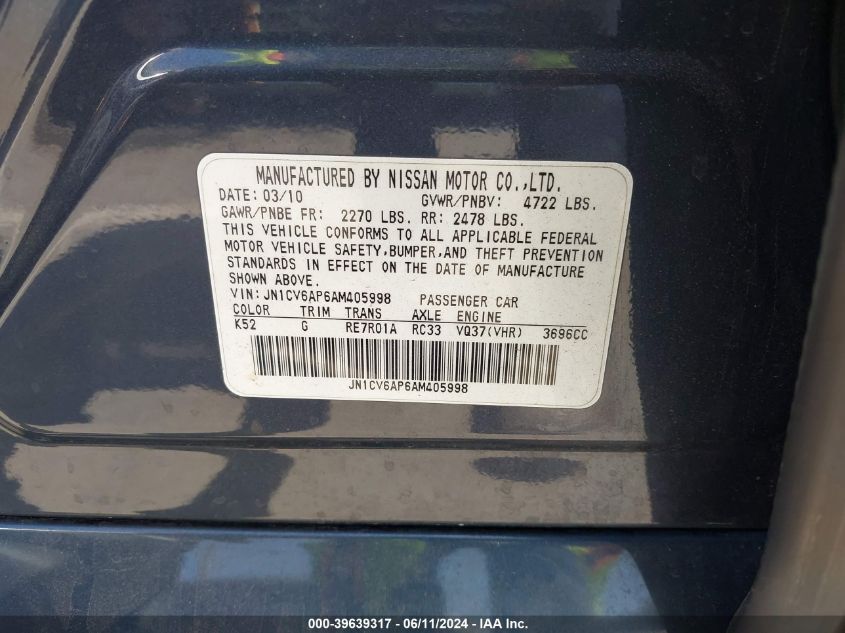 MANUFACTURED BY NISSAN MOTOR CO.,LTD.
DATE: 03/10 GVWR/PNBV: 4722 LBS.
GAWR/PNBE FR: 2270 LBS. RR: 2478 LBS.
THIS VEHICLE CONFORMS TO ALL APPLICABLE FEDERAL
MOTOR VEHICLE SAFETY,BUMPER,AND THEFT PREVENTION
STANDARDS IN EFFECT ON THE DATE OF MANUFACTURE
SHOWN ABOVE.
VIN: JN1CV6AP6AM405998 PASSENGER CAR
COLOR TRIM TRANS AXLE ENGINE
K52 G RE7R01A RC33 VQ37(VHR) 3696CC
JN1CV6AP6AM405998
000-39639317 - 06/11/2024 - IAA Inc.